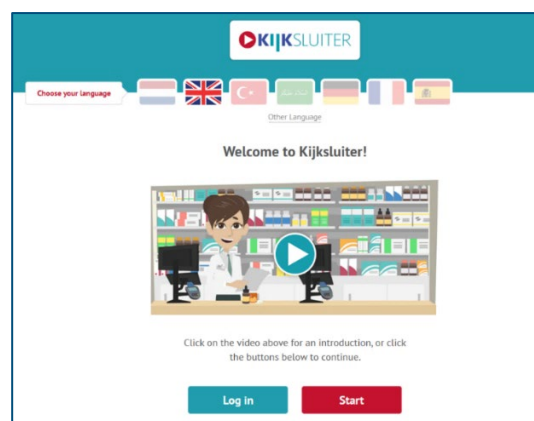 KIJKSLUITER
Choose your language
Other Language
Welcome to Kijksluiter!
Click on the video above for an introduction, or click
the buttons below to continue.
Log in
Start